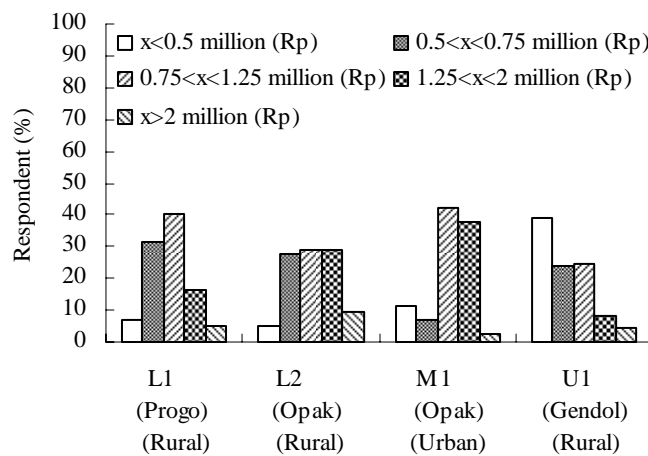 100
90
80
70
60
50
40
30
20
10
0
Respondent (%)
x<0.5 million (Rp) 0.5<x<0.75 million (Rp)
0.75<x<1.25 million (Rp) 1.25<x<2 million (Rp)
x>2 million (Rp)
L1 L2 M1 U1
(Progo) (Opak) (Opak) (Gendol)
(Rural) (Rural) (Urban) (Rural)